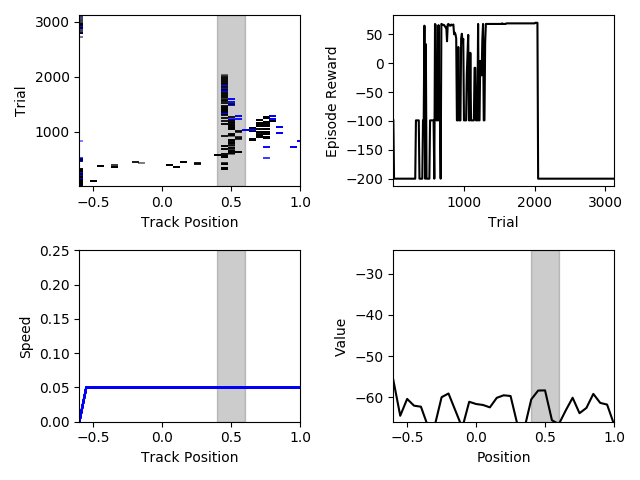 3000
2000
1000
Trial
−0.5 0.0 0.5 1.0
Track Position
50
0
−50
−100
−150
−200
Episode Reward
1000 2000 3000
Trial
0.25
0.20
0.15
0.10
0.05
0.00
Speed
−0.5 0.0 0.5 1.0
Track Position
−30
−40
−50
−60
Value
−0.5 0.0 0.5 1.0
Position